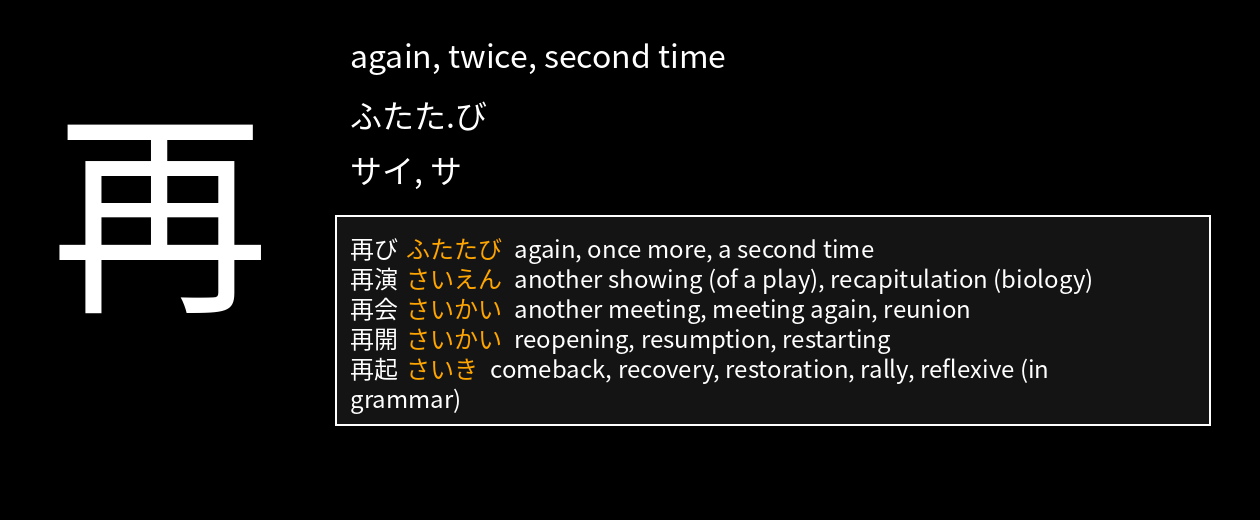 再
again, twice, second time
ふたた.び
サイ, サ
再び ふたたび again, once more, a second time
再演 さいえん another showing (of a play), recapitulation (biology)
再会 さいかい another meeting, meeting again, reunion
再開 さいかい reopening, resumption, restarting
再起 さいき comeback, recovery, restoration, rally, reflexive (in
grammar)